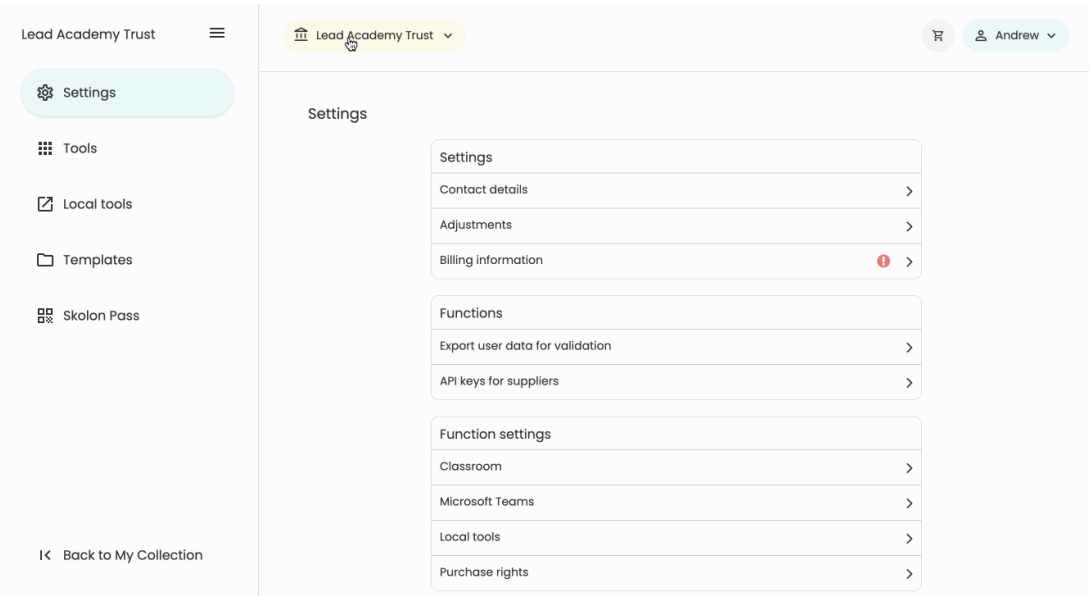 Lead Academy Trust
Lead Academy Trust
Andrew
Settings
Tools
Local tools
Templates
Skolon Pass
Back to My Collection
Settings
Settings
Contact details
Adjustments
Billing information
Functions
Export user data for validation
API keys for suppliers
Function settings
Classroom
Microsoft Teams
Local tools
Purchase rights